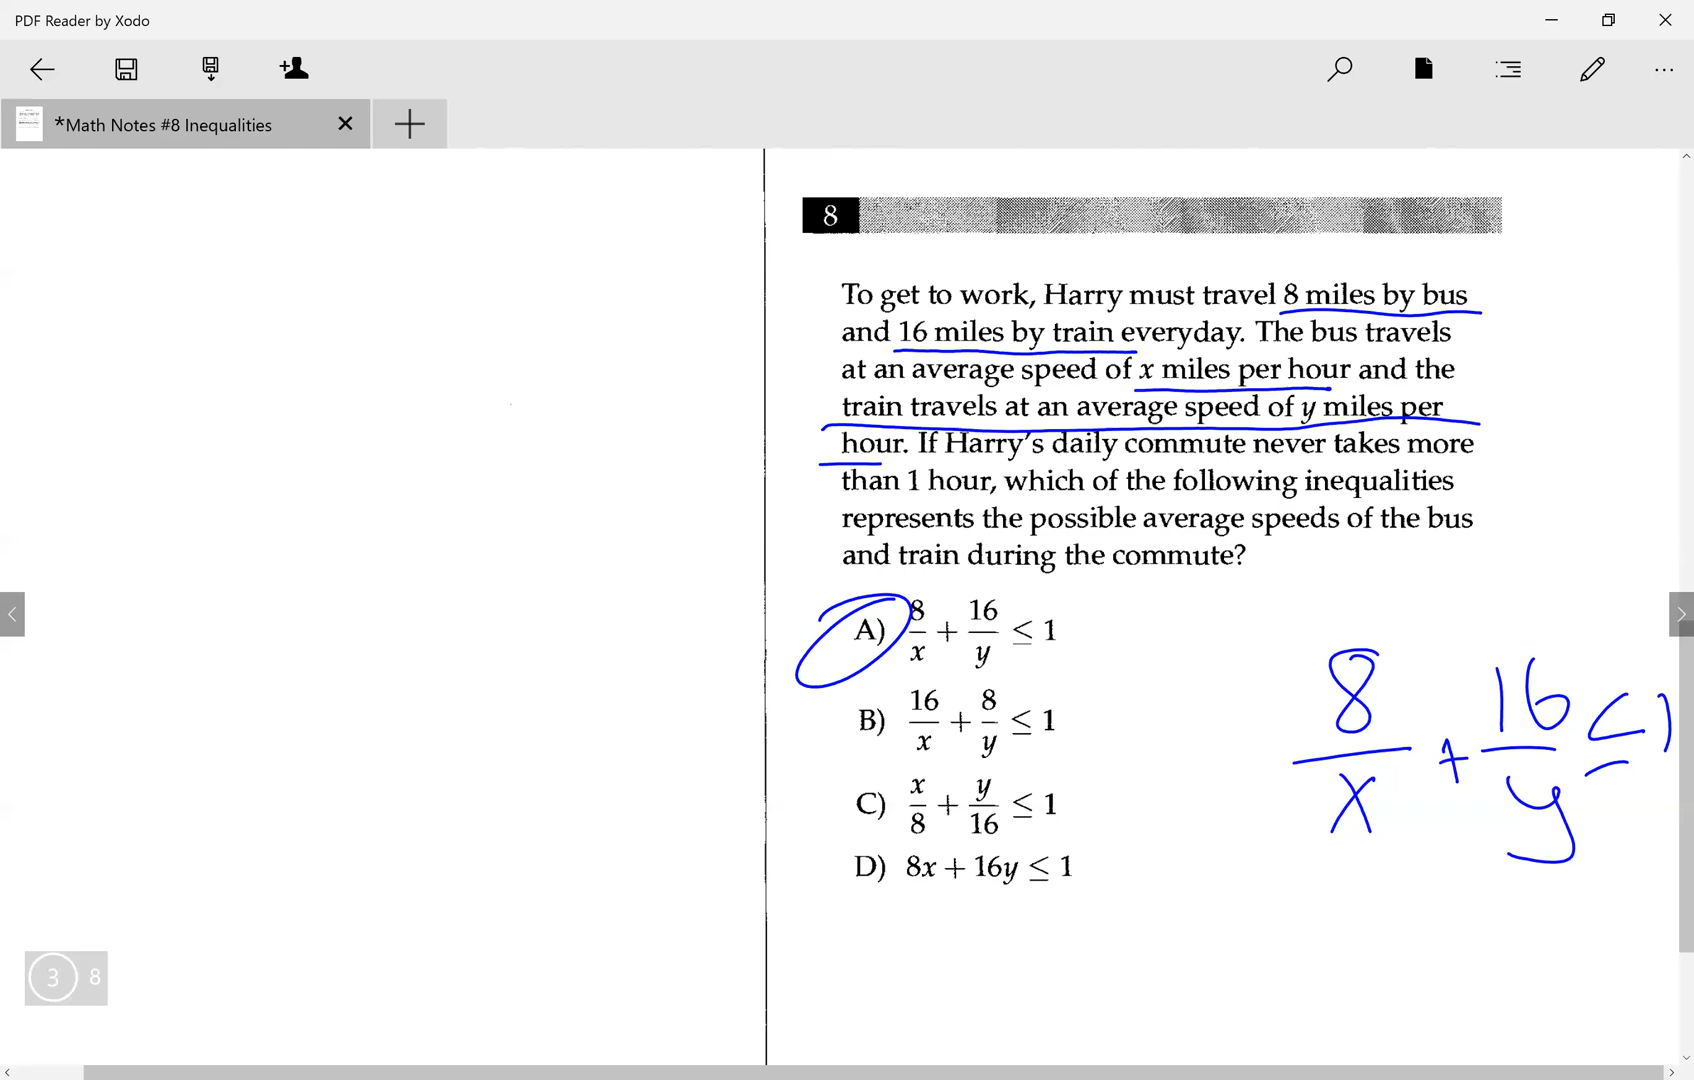 PDF Reader by Xodo
*Math Notes #8 Inequalities
8
To get to work, Harry must travel 8 miles by bus
and 16 miles by train everyday. The bus travels
at an average speed of x miles per hour and the
train travels at an average speed of y miles per
hour. If Harry's daily commute never takes more
than 1 hour, which of the following inequalities
represents the possible average speeds of the bus
and train during the commute?
A) 8/x + 16/y ≤ 1
B) 16/x + 8/y ≤ 1
C) x/8 + y/16 ≤ 1
D) 8x + 16y ≤ 1
8/x + 16/y ≤ 1
3 8